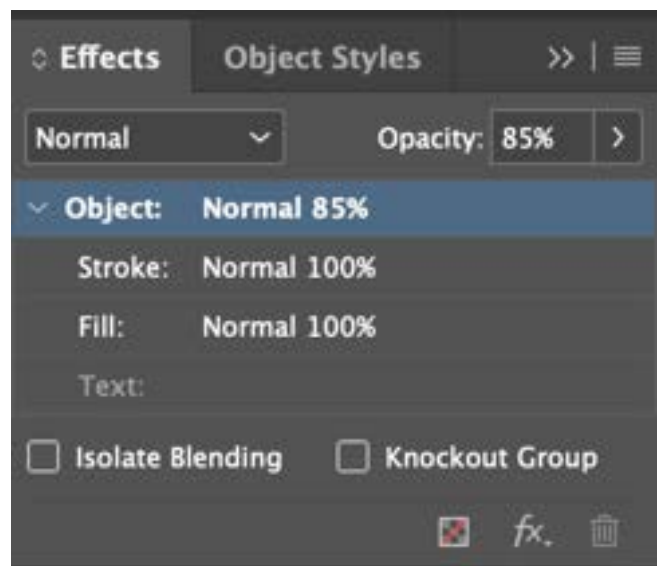 Effects Object Styles
Normal Opacity: 85%
Object: Normal 85%
Stroke: Normal 100%
Fill: Normal 100%
Text:
Isolate Blending Knockout Group
fx.